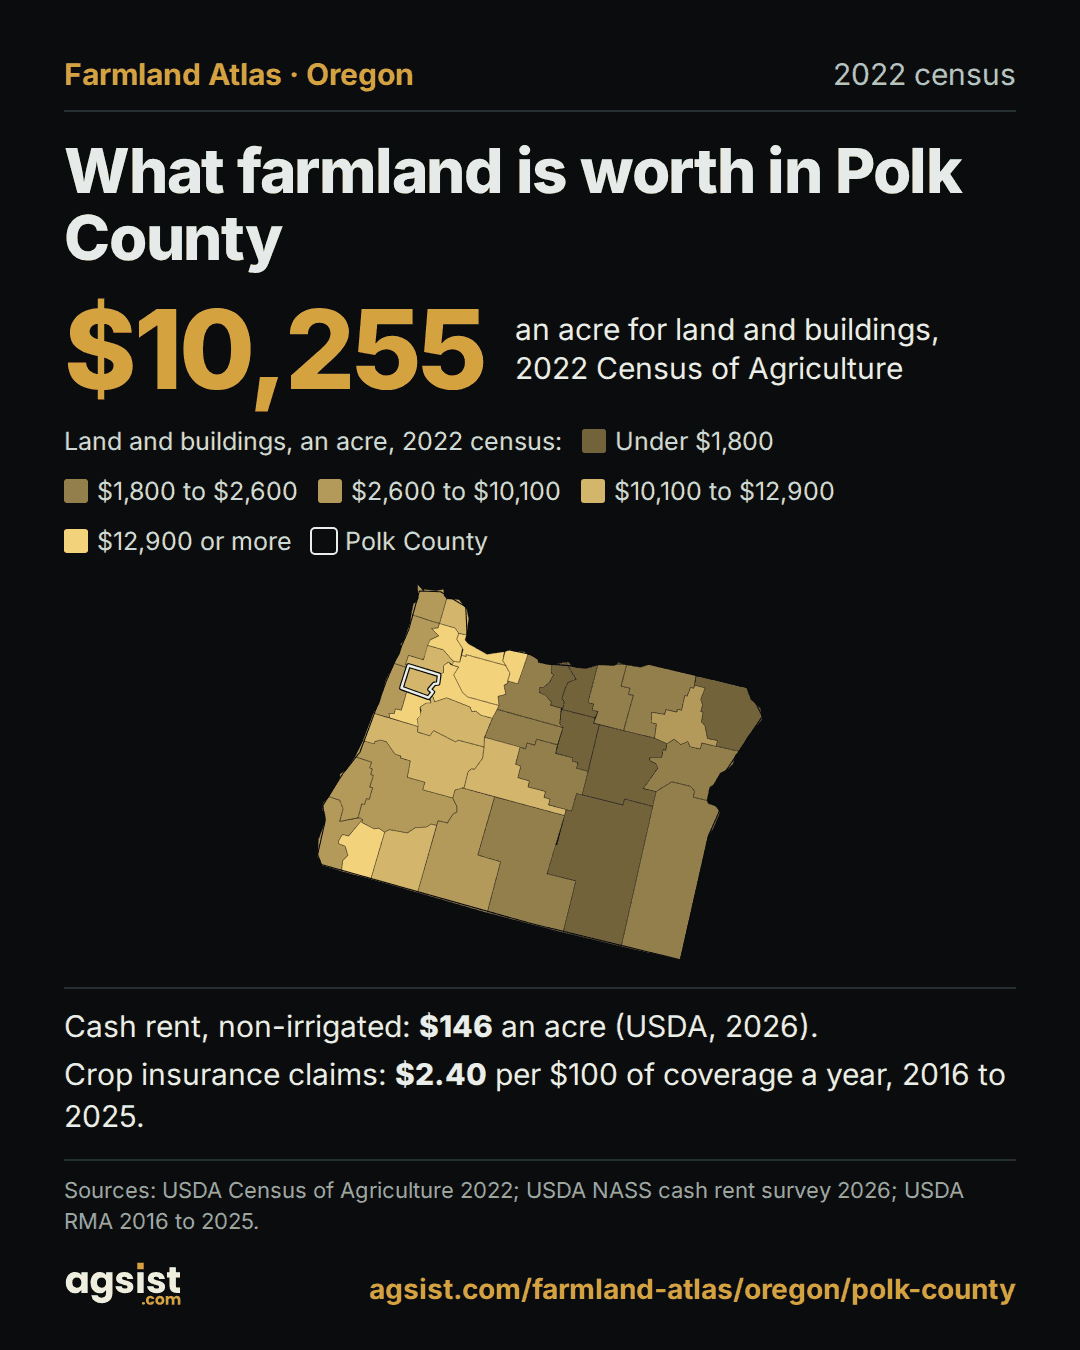 Farmland Atlas · Oregon
2022 census
What farmland is worth in Polk
County
$10,255
an acre for land and buildings,
2022 Census of Agriculture
Land and buildings, an acre, 2022 census: Under $1,800
$1,800 to $2,600 $2,600 to $10,100 $10,100 to $12,900
$12,900 or more Polk County
Cash rent, non-irrigated: $146 an acre (USDA, 2026).
Crop insurance claims: $2.40 per $100 of coverage a year, 2016 to
2025.
Sources: USDA Census of Agriculture 2022; USDA NASS cash rent survey 2026; USDA
RMA 2016 to 2025.
agsist
.com
agsist.com/farmland-atlas/oregon/polk-county